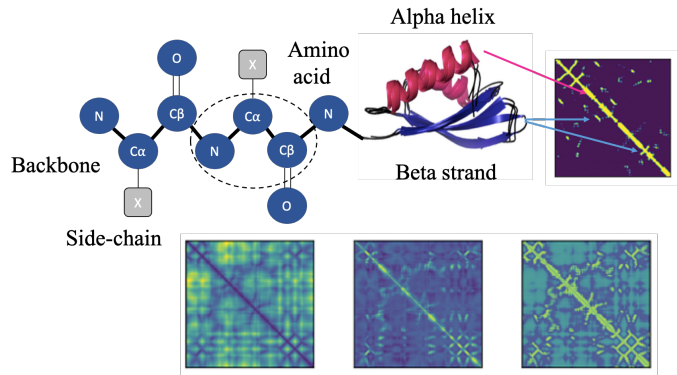 Alpha helix
Amino
acid
O
X
N
Cβ
Cα
N
Cα
N
Cβ
Backbone
X
O
Beta strand
Side-chain